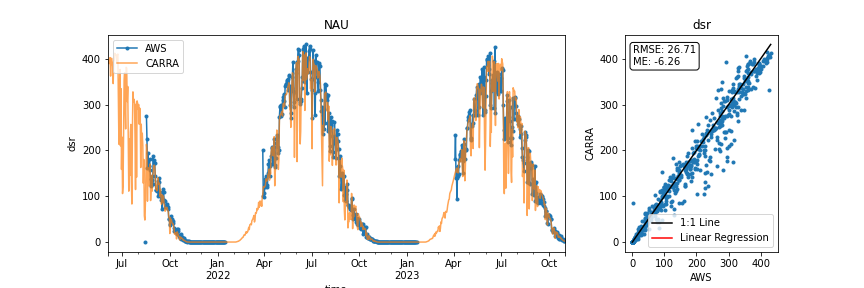 NAU
dsr
400
300
200
100
0
AWS
CARRA
Jul
Oct
Jan
2022
Apr
Jul
Oct
Jan
2023
Apr
Jul
Oct
time
dsr
CARRA
400
300
200
100
0
RMSE: 26.71
ME: -6.26
1:1 Line
Linear Regression
0
100
200
300
400
AWS